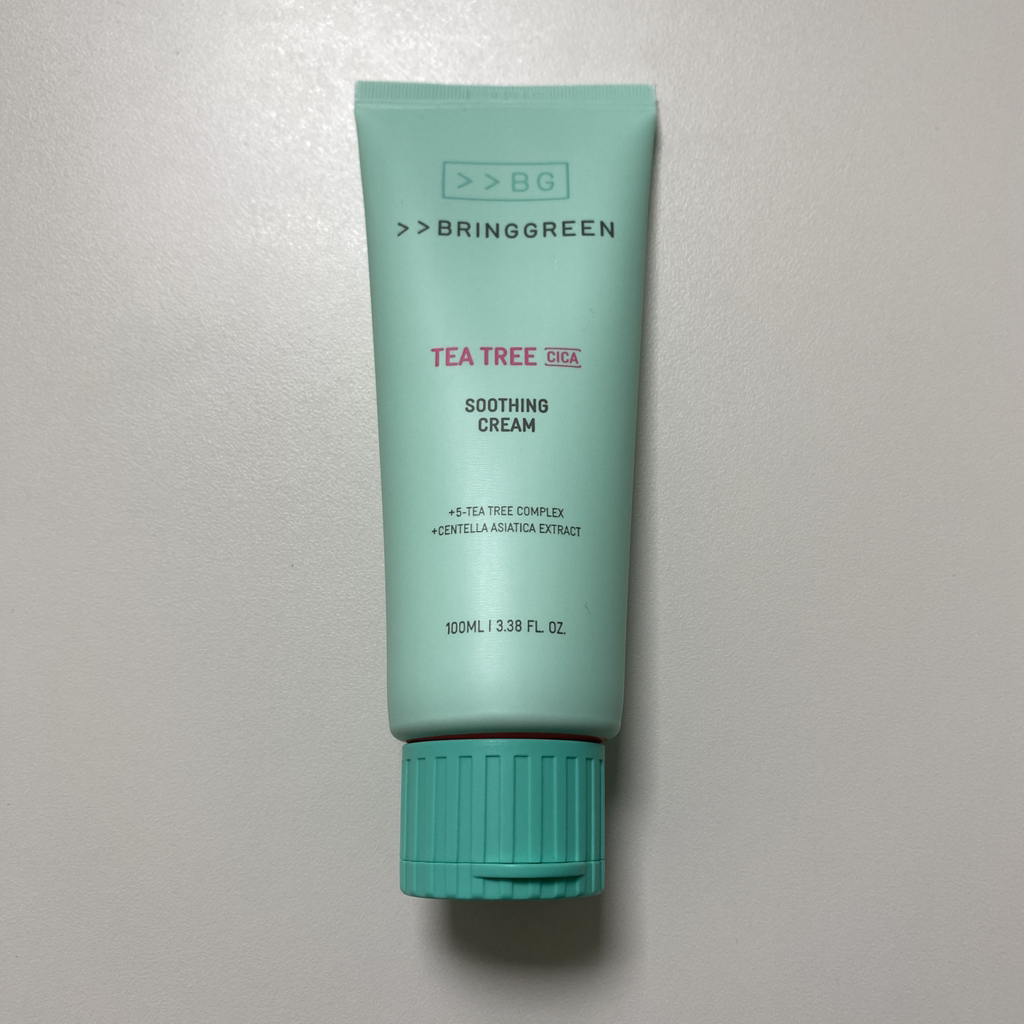 >>BG
>>BRINGGREEN
TEA TREE CICA
SOOTHING
CREAM
+5-TEA TREE COMPLEX
+CENTELLA ASIATICA EXTRACT
100ML | 3.38 FL. OZ.